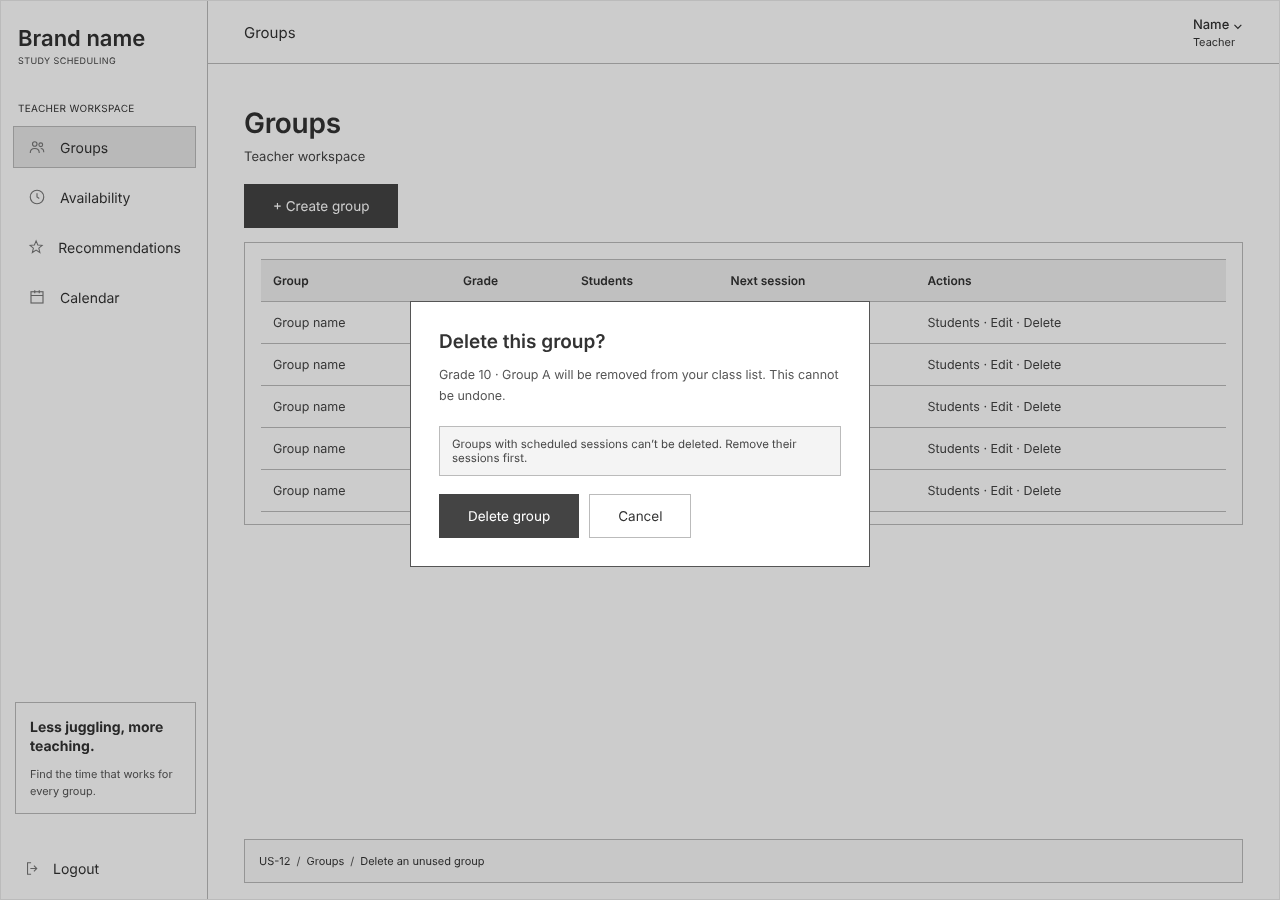 Brand name
STUDY SCHEDULING
TEACHER WORKSPACE
Groups
Availability
Recommendations
Calendar
Less juggling, more
teaching.
Find the time that works for
every group.
Logout
Groups
Name
Teacher
Groups
Teacher workspace
+ Create group
Group Grade Students Next session Actions
Group name Students · Edit · Delete
Group name Students · Edit · Delete
Group name Students · Edit · Delete
Group name Students · Edit · Delete
Group name Students · Edit · Delete
Delete this group?
Grade 10 · Group A will be removed from your class list. This cannot
be undone.
Groups with scheduled sessions can't be deleted. Remove their
sessions first.
Delete group Cancel
US-12 / Groups / Delete an unused group